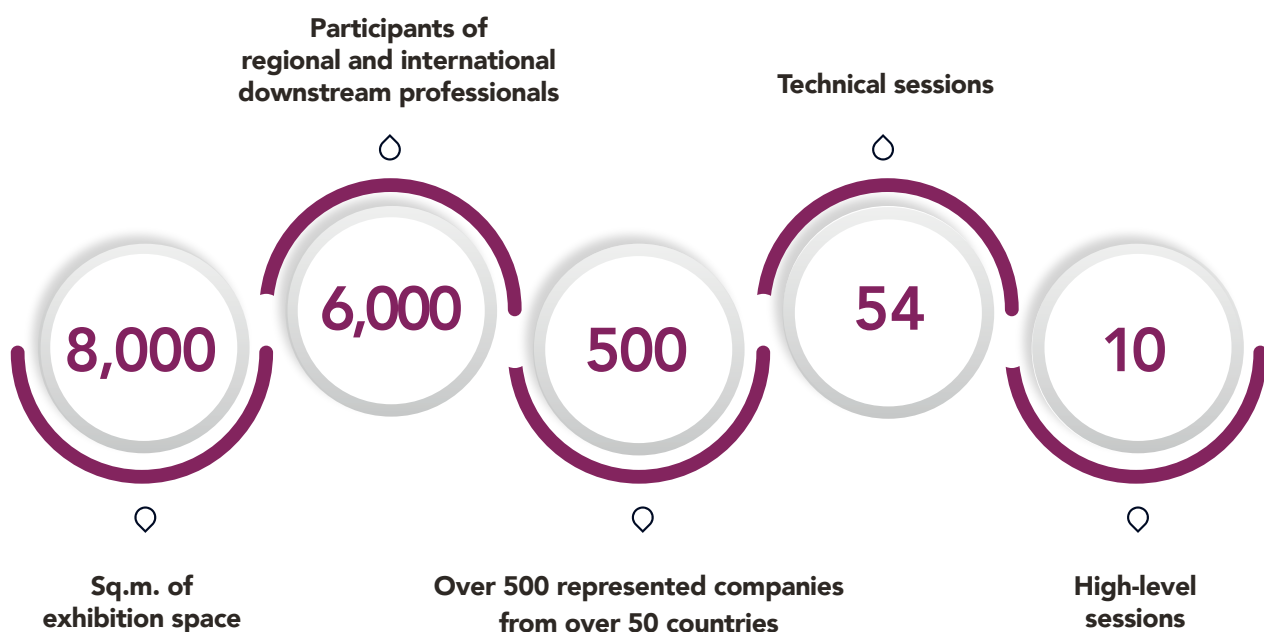 Participants of
regional and international
downstream professionals
Technical sessions
8,000
6,000
500
54
10
Sq.m. of
exhibition space
Over 500 represented companies
from over 50 countries
High-level
sessions